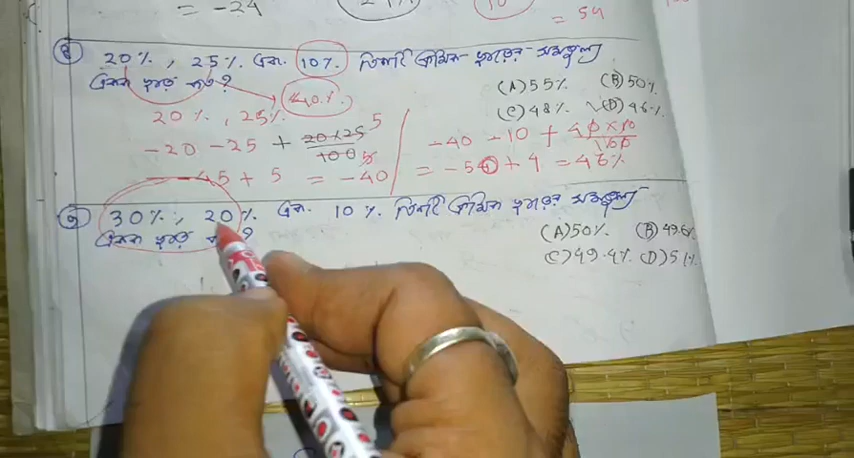 = -24
= 54
20%, 25% এবং 10% তিনটি ক্রমিক ছাড়ের সমতুল্য
একক ছাড় কত?
40%
(A) 55% (B) 50%
(C) 48% (D) 46%
20%, 25%
-20 -25 + 20×25/100 5
-45 + 5 = -40
-40 -10 + 40×10/100
= -50 + 4 = 46%
30%, 20% এবং 10% তিনটি ক্রমিক ছাড়ের সমতুল্য
একক ছাড় কত?
(A) 50% (B) 49.6%
(C) 49.4% (D) 51%